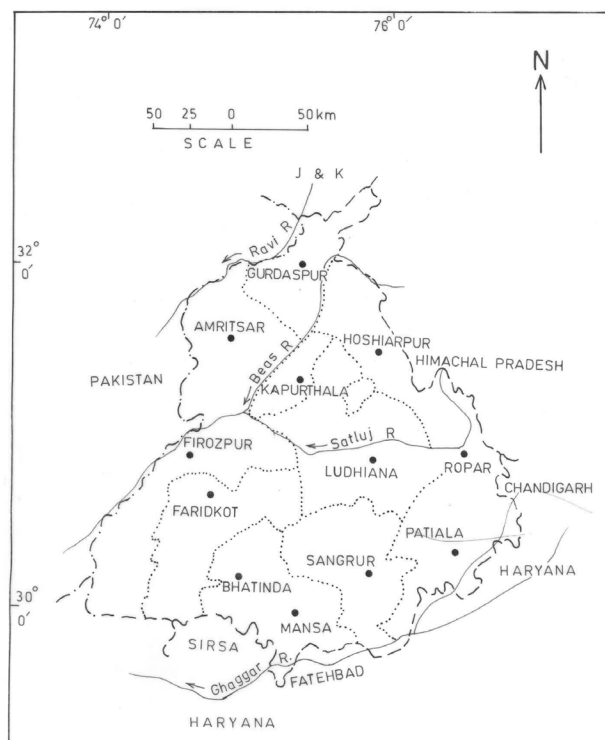 74° 0′
76° 0′
N
50 25 0 50 km
SCALE
J & K
Ravi R
32° 0′
GURDASPUR
AMRITSAR
HOSHIARPUR
HIMACHAL PRADESH
Beas R
PAKISTAN
KAPURTHALA
Satluj R
FIROZPUR
LUDHIANA
ROPAR
CHANDIGARH
FARIDKOT
PATIALA
SANGRUR
HARYANA
BHATINDA
30° 0′
MANSA
SIRSA
Ghaggar R.
FATEHBAD
HARYANA